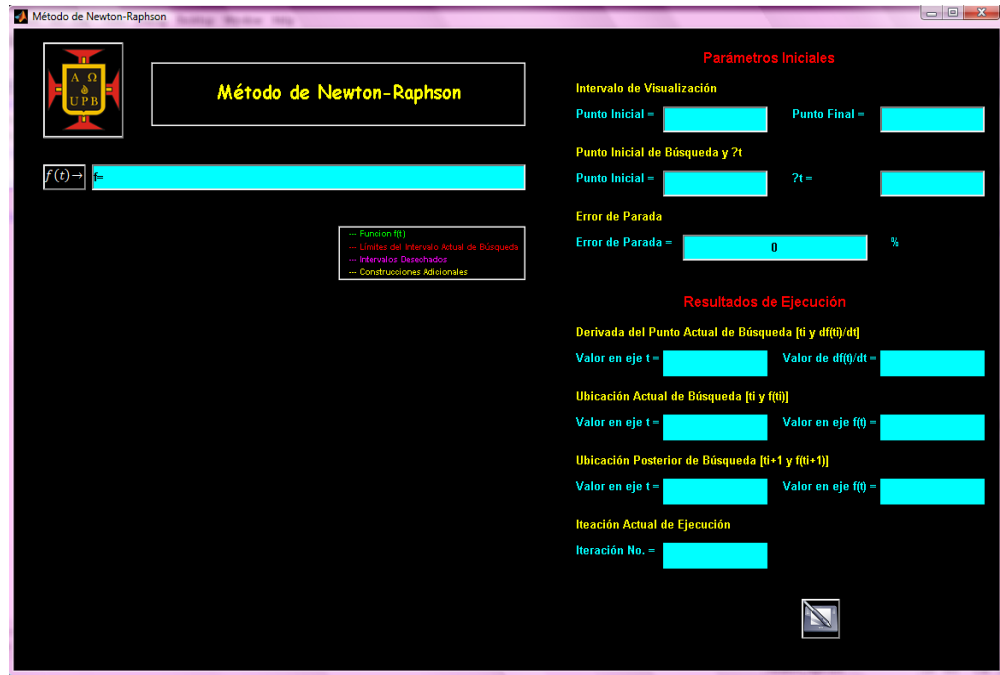 Método de Newton-Raphson
Α Ω
UPB
Método de Newton-Raphson
f(t)→ f=
--- Funcion f(t)
--- Límites del Intervalo Actual de Búsqueda
--- Intervalos Desechados
--- Construcciones Adicionales
Parámetros Iniciales
Intervalo de Visualización
Punto Inicial = Punto Final =
Punto Inicial de Búsqueda y ?t
Punto Inicial = ?t =
Error de Parada
Error de Parada = 0 %
Resultados de Ejecución
Derivada del Punto Actual de Búsqueda [ti y df(ti)/dt]
Valor en eje t = Valor de df(t)/dt =
Ubicación Actual de Búsqueda [ti y f(ti)]
Valor en eje t = Valor en eje f(t) =
Ubicación Posterior de Búsqueda [ti+1 y f(ti+1)]
Valor en eje t = Valor en eje f(t) =
Iteación Actual de Ejecución
Iteración No. =